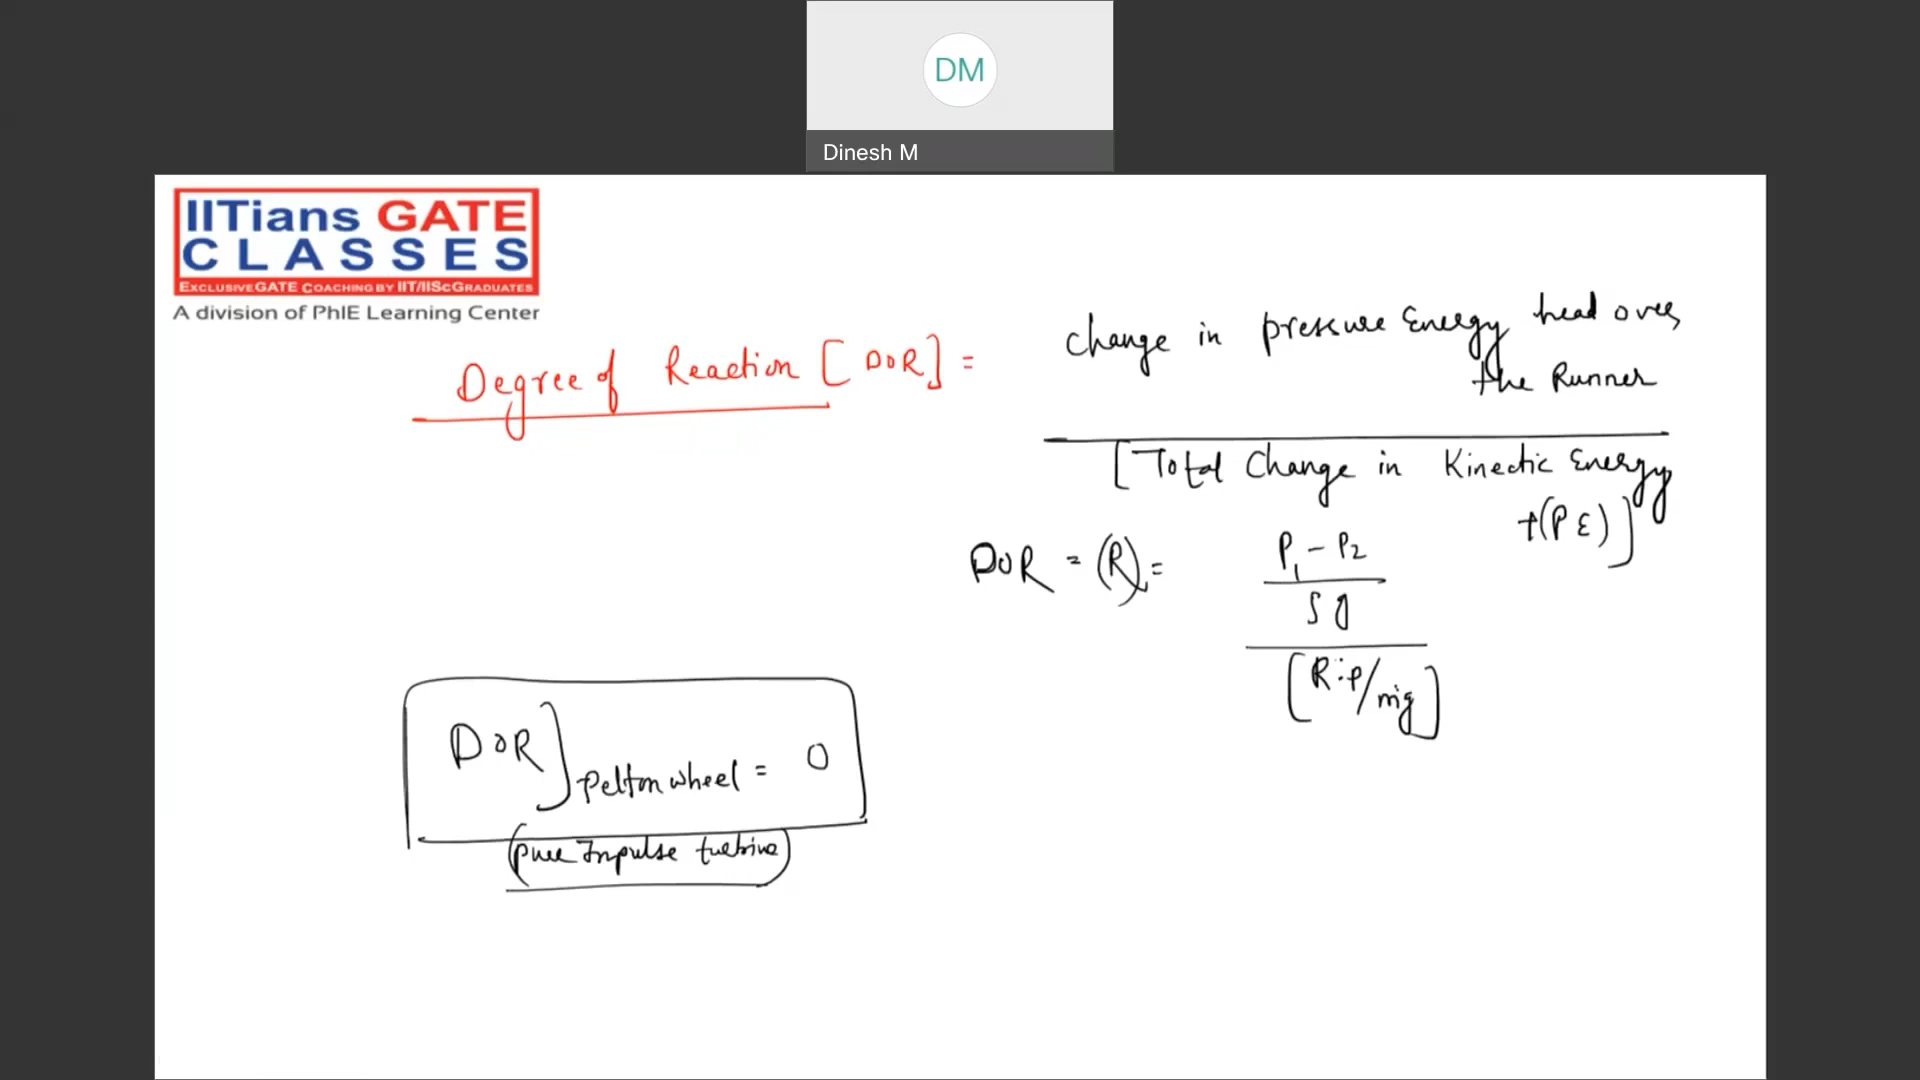 DM
Dinesh M
IITians GATE
CLASSES
EXCLUSIVE GATE COACHING BY IIT/IISc GRADUATES
A division of PhIE Learning Center
Degree of Reaction [DOR] =
Change in pressure Energy head over
the Runner
[Total Change in Kinectic Energy
+(PE)]
DOR = (R) =
P1 - P2
ρg
[R.P/ṁg]
DOR]Pelton wheel = 0
(pure Impulse turbine)